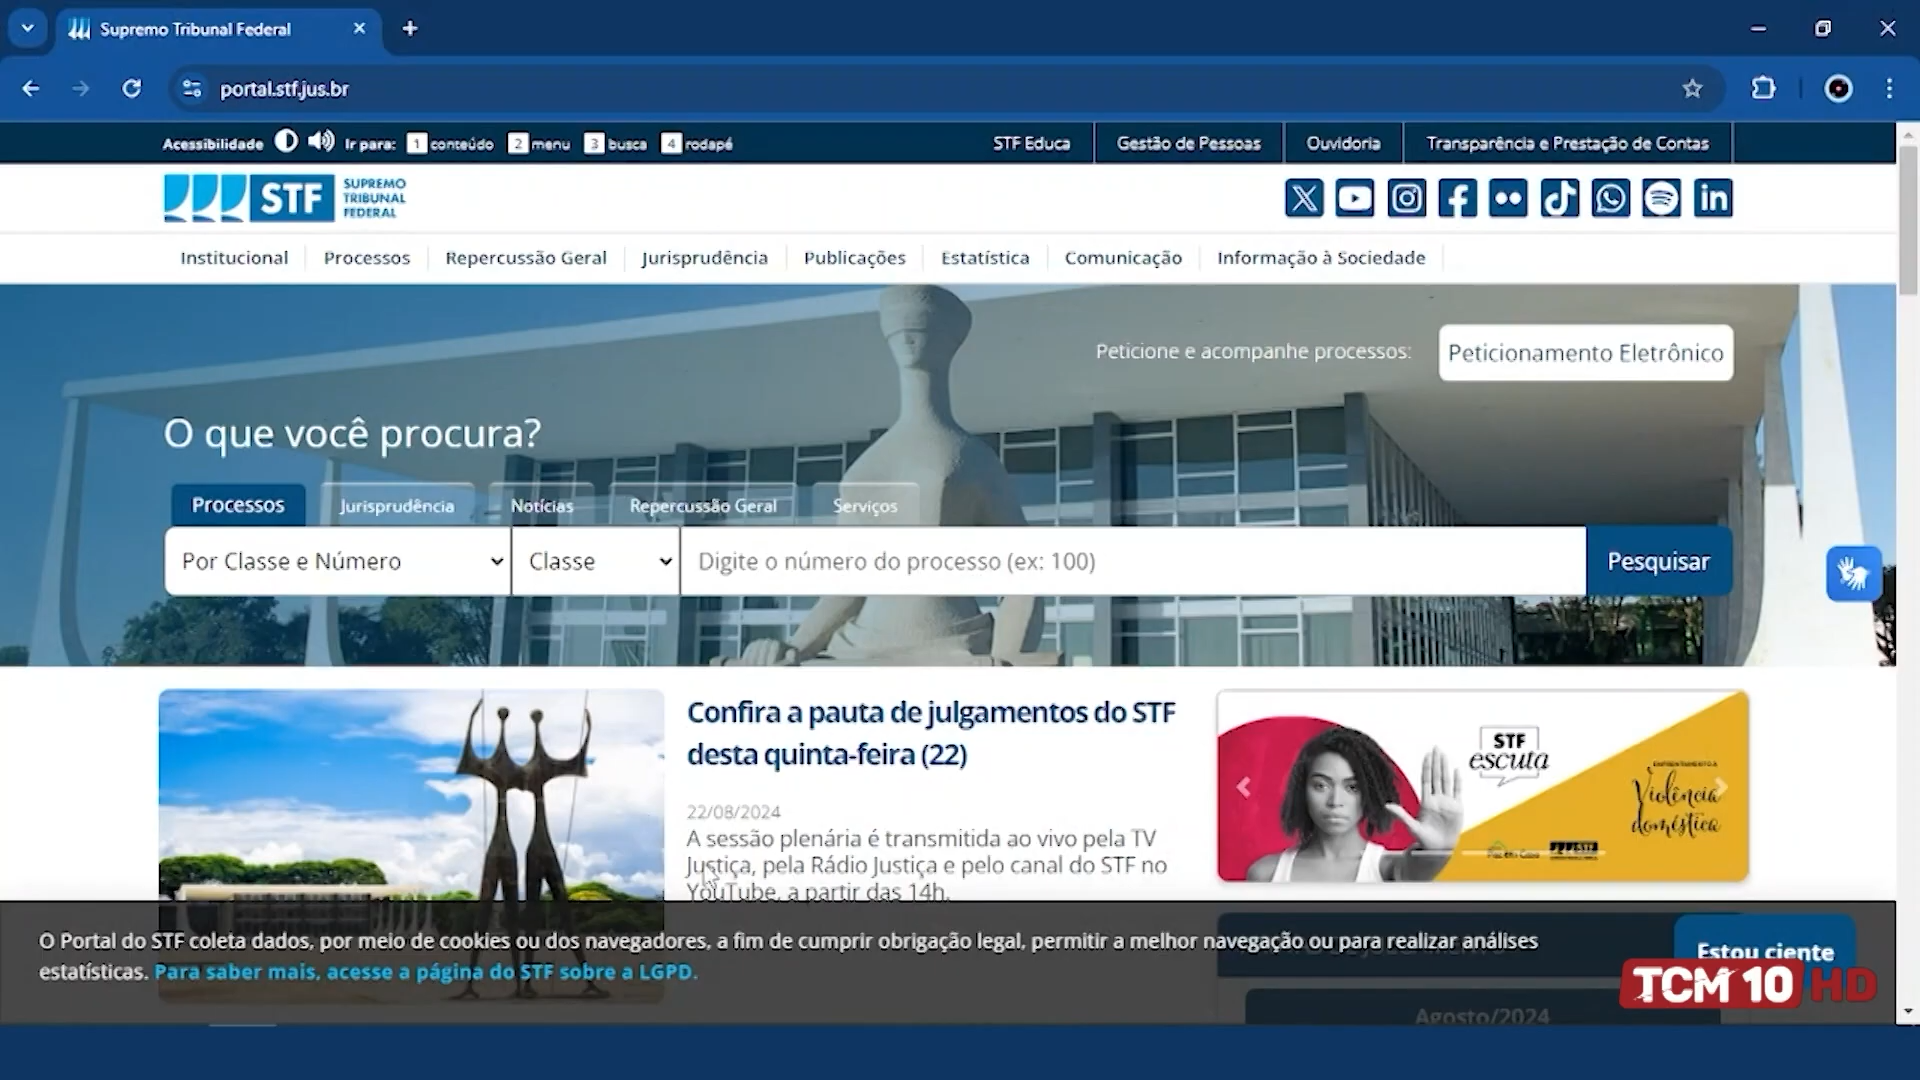 Supremo Tribunal Federal
portal.stf.jus.br
Acessibilidade Ir para: 1 conteúdo 2 menu 3 busca 4 rodapé STF Educa Gestão de Pessoas Ouvidoria Transparência e Prestação de Contas
STF SUPREMO
TRIBUNAL
FEDERAL
Institucional Processos Repercussão Geral Jurisprudência Publicações Estatística Comunicação Informação à Sociedade
Peticione e acompanhe processos: Peticionamento Eletrônico
O que você procura?
Processos Jurisprudência Notícias Repercussão Geral Serviços
Por Classe e Número Classe Digite o número do processo (ex: 100) Pesquisar
Confira a pauta de julgamentos do STF
desta quinta-feira (22)
22/08/2024
A sessão plenária é transmitida ao vivo pela TV
Justiça, pela Rádio Justiça e pelo canal do STF no
YouTube, a partir das 14h.
STF
escuta
ENFRENTAMENTO À
Violência
doméstica
O Portal do STF coleta dados, por meio de cookies ou dos navegadores, a fim de cumprir obrigação legal, permitir a melhor navegação ou para realizar análises
estatísticas. Para saber mais, acesse a página do STF sobre a LGPD.
Estou ciente
TCM 10 HD
Agosto/2024